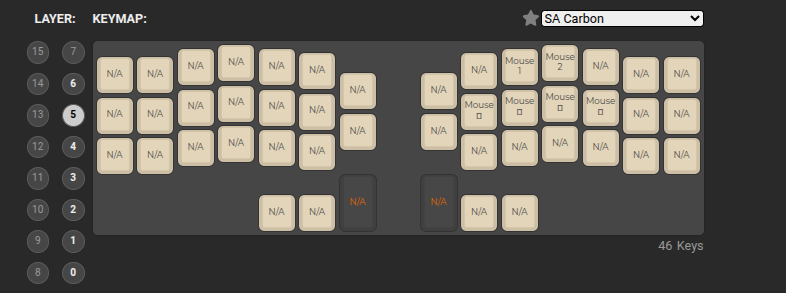 LAYER: KEYMAP: SA Carbon
15 7
14 6
13 5
12 4
11 3
10 2
9 1
8 0
N/A N/A N/A N/A N/A N/A N/A N/A N/A Mouse 1 Mouse 2 N/A N/A N/A
N/A N/A N/A N/A N/A N/A N/A N/A Mouse Mouse Mouse Mouse N/A N/A
N/A N/A N/A N/A N/A N/A N/A N/A N/A N/A N/A N/A
N/A N/A N/A N/A N/A N/A
46 Keys